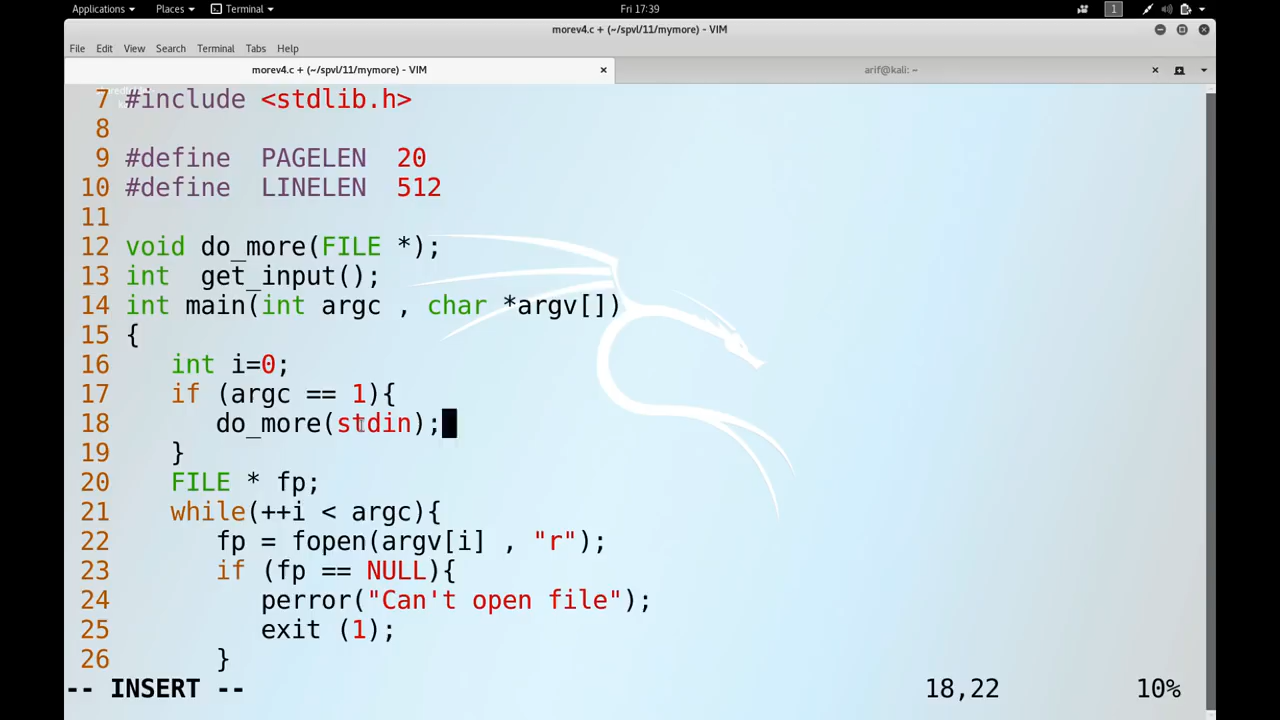 Applications Places Terminal Fri 17:39 1
morev4.c + (~/spvl/11/mymore) - VIM
File Edit View Search Terminal Tabs Help
morev4.c + (~/spvl/11/mymore) - VIM arif@kali: ~
7 #include <stdlib.h>
8
9 #define PAGELEN 20
10 #define LINELEN 512
11
12 void do_more(FILE *);
13 int get_input();
14 int main(int argc , char *argv[])
15 {
16 int i=0;
17 if (argc == 1){
18 do_more(stdin);
19 }
20 FILE * fp;
21 while(++i < argc){
22 fp = fopen(argv[i] , "r");
23 if (fp == NULL){
24 perror("Can't open file");
25 exit (1);
26 }
-- INSERT -- 18,22 10%